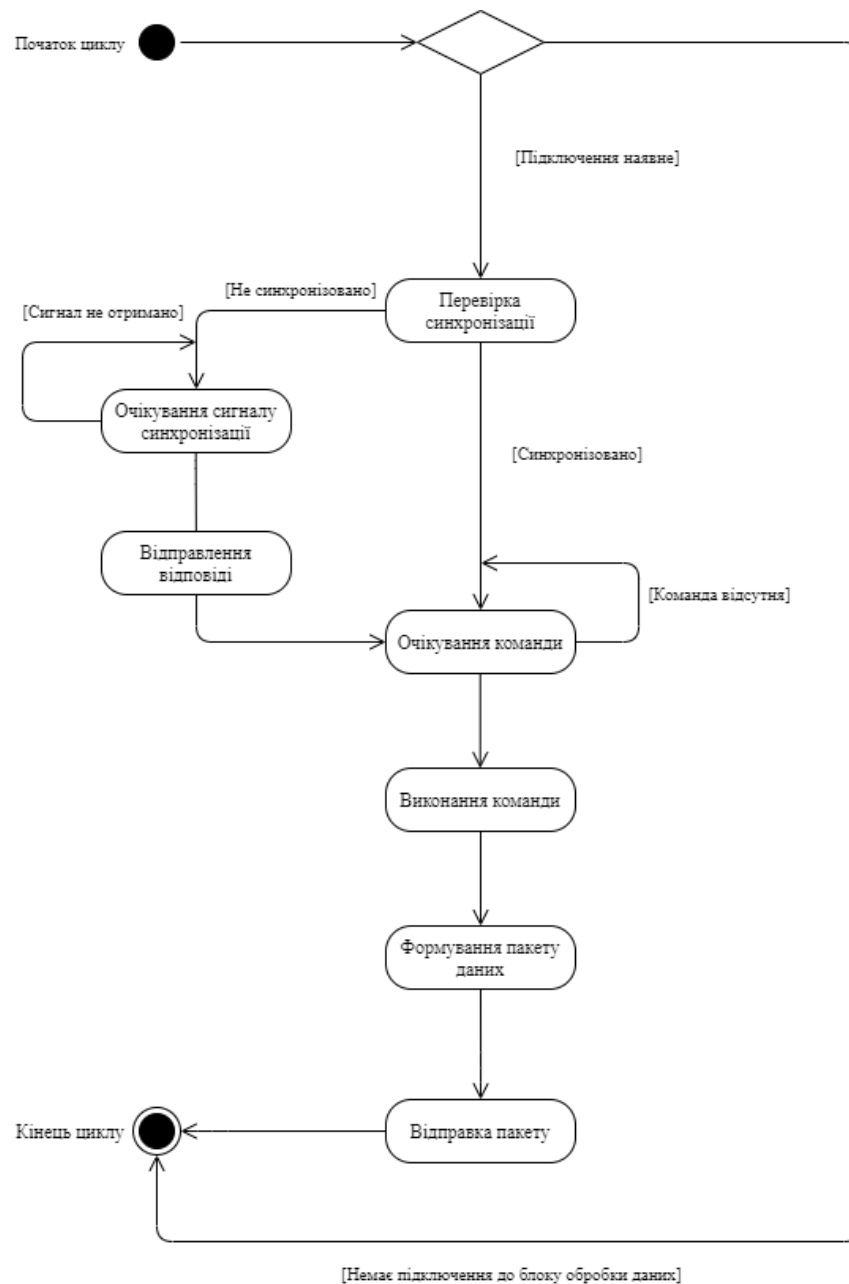 Початок циклу
[Підключення наявне]
[Не синхронізовано]
Перевірка
синхронізації
[Сигнал не отримано]
Очікування сигналу
синхронізації
[Синхронізовано]
Відправлення
відповіді
[Команда відсутня]
Очікування команди
Виконання команди
Формування пакету
даних
Кінець циклу
Відправка пакету
[Немає підключення до блоку обробки даних]